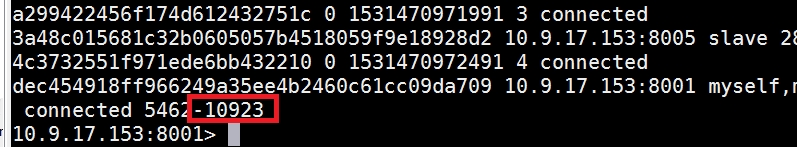 a299422456f174d612432751c 0 1531470971991 3 connected
3a48c015681c32b0605057b4518059f9e18928d2 10.9.17.153:8005 slave 28
4c3732551f971ede6bb432210 0 1531470972491 4 connected
dec454918ff966249a35ee4b2460c61cc09da709 10.9.17.153:8001 myself,
connected 5462-10923
10.9.17.153:8001>